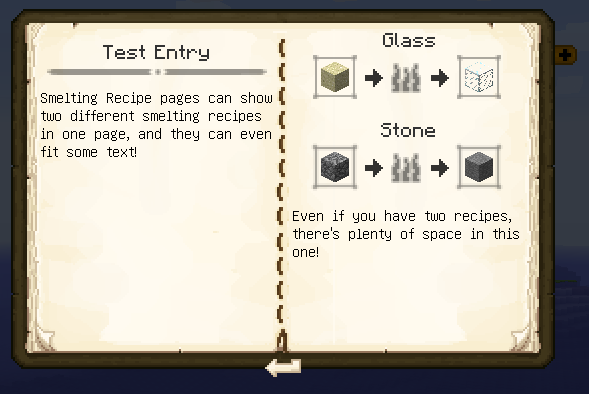 Test Entry
Smelting Recipe pages can show
two different smelting recipes
in one page, and they can even
fit some text!
Glass
Stone
Even if you have two recipes,
there's plenty of space in this
one!